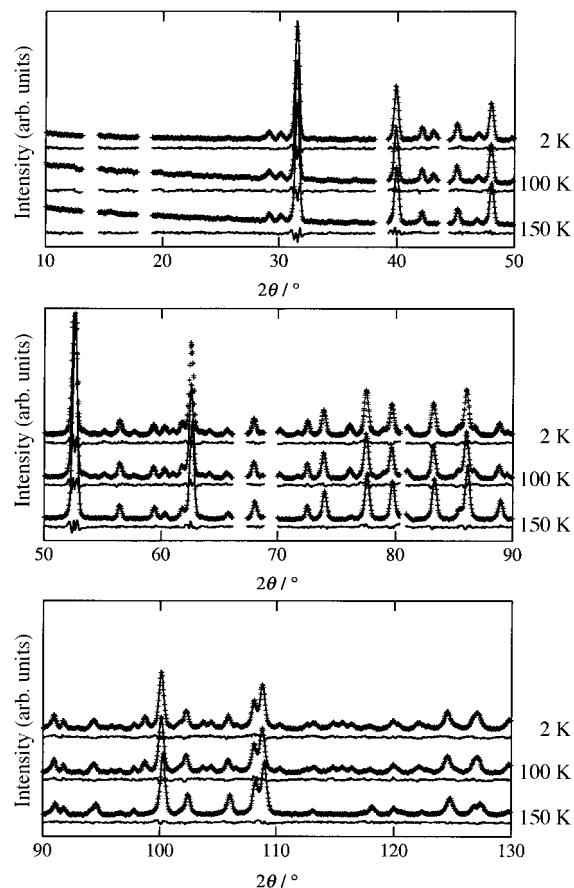 Intensity (arb. units)
2 K
100 K
150 K
10 20 30 40 50
2θ / °
Intensity (arb. units)
2 K
100 K
150 K
50 60 70 80 90
2θ / °
Intensity (arb. units)
2 K
100 K
150 K
90 100 110 120 130
2θ / °